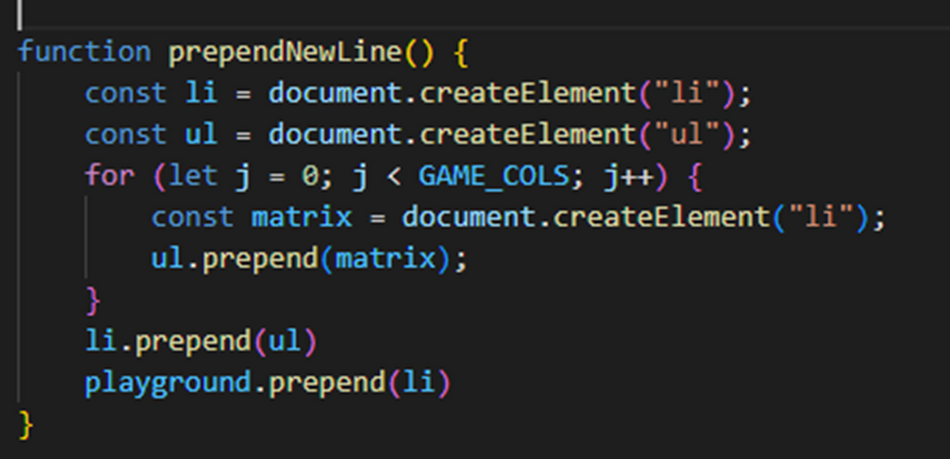 function prependNewLine() {
    const li = document.createElement("li");
    const ul = document.createElement("ul");
    for (let j = 0; j < GAME_COLS; j++) {
        const matrix = document.createElement("li");
        ul.prepend(matrix);
    }
    li.prepend(ul)
    playground.prepend(li)
}